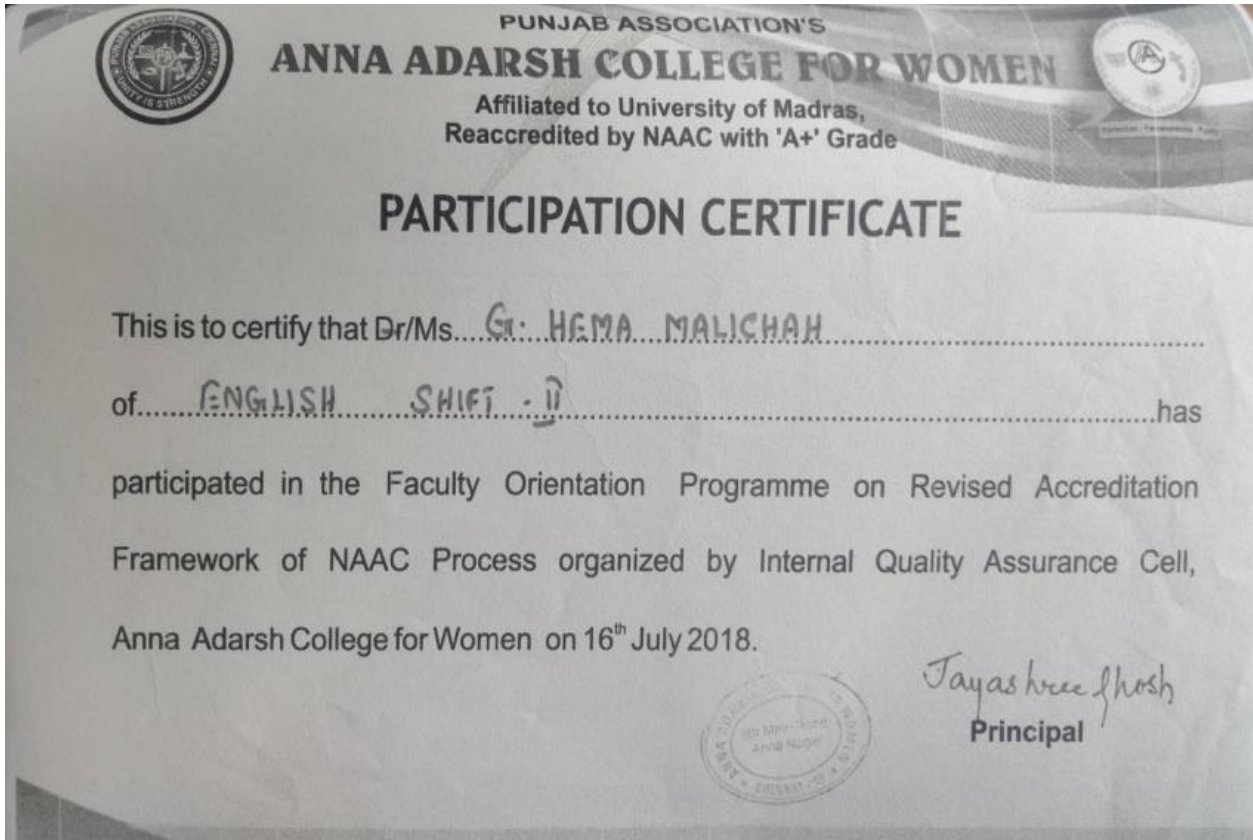 PUNJAB ASSOCIATION'S
ANNA ADARSH COLLEGE FOR WOMEN
Affiliated to University of Madras,
Reaccredited by NAAC with 'A+' Grade
PARTICIPATION CERTIFICATE
This is to certify that Dr/Ms....G. HEMA MALICHAH
of.......ENGLISH SHIFT - II has
participated in the Faculty Orientation Programme on Revised Accreditation
Framework of NAAC Process organized by Internal Quality Assurance Cell,
Anna Adarsh College for Women on 16th July 2018.
Jayashree Ghosh
Principal
Anna Nagar